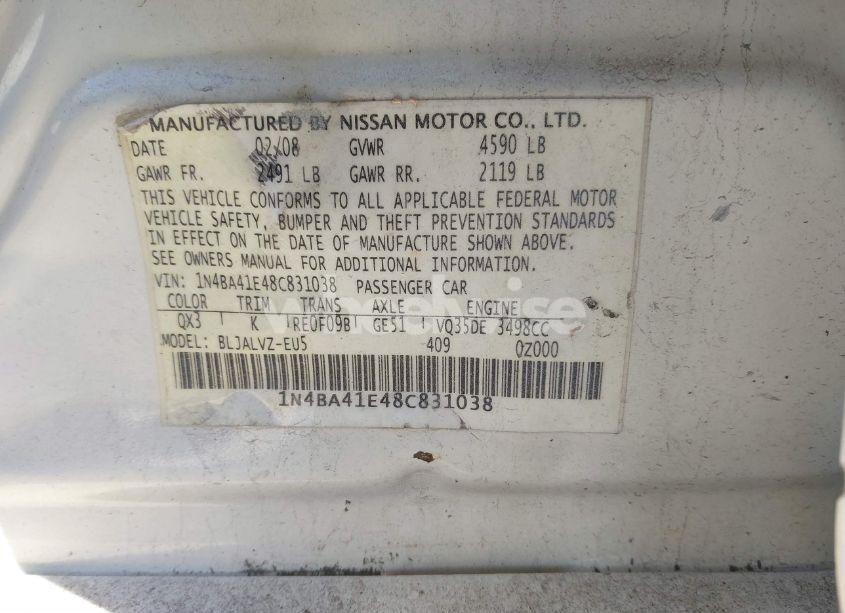 MANUFACTURED BY NISSAN MOTOR CO., LTD.
DATE 02/08 GVWR 4590 LB
GAWR FR. 2491 LB GAWR RR. 2119 LB
THIS VEHICLE CONFORMS TO ALL APPLICABLE FEDERAL MOTOR
VEHICLE SAFETY, BUMPER AND THEFT PREVENTION STANDARDS
IN EFFECT ON THE DATE OF MANUFACTURE SHOWN ABOVE.
SEE OWNERS MANUAL FOR ADDITIONAL INFORMATION.
VIN: 1N4BA41E48C831038 PASSENGER CAR
COLOR TRIM TRANS AXLE ENGINE
QX3 K RE0F09B GE51 VQ35DE 3498CC
MODEL: BLJALVZ-EU5 409 0Z000
1N4BA41E48C831038